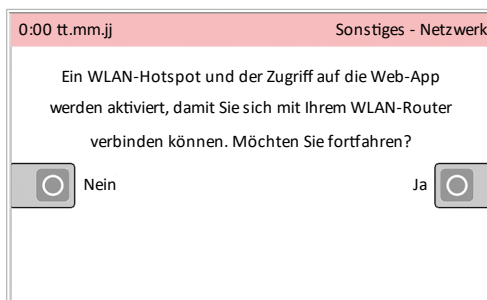 0:00 tt.mm.jj Sonstiges - Netzwerk
Ein WLAN-Hotspot und der Zugriff auf die Web-App
werden aktiviert, damit Sie sich mit Ihrem WLAN-Router
verbinden können. Möchten Sie fortfahren?
Nein Ja